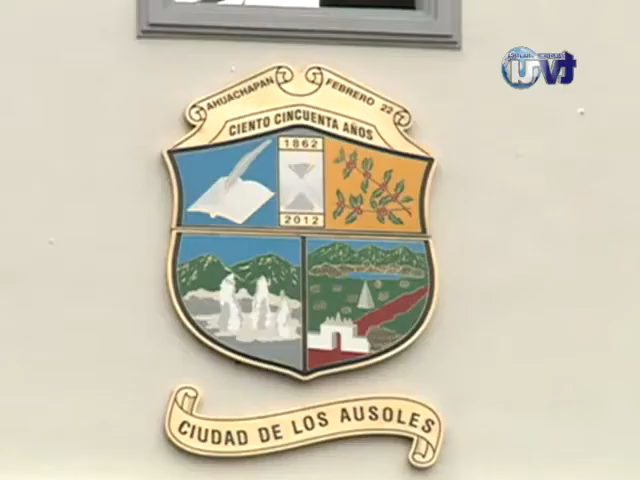 AHUACHAPAN FEBRERO 22
CIENTO CINCUENTA AÑOS
1862
2012
CIUDAD DE LOS AUSOLES
UVT